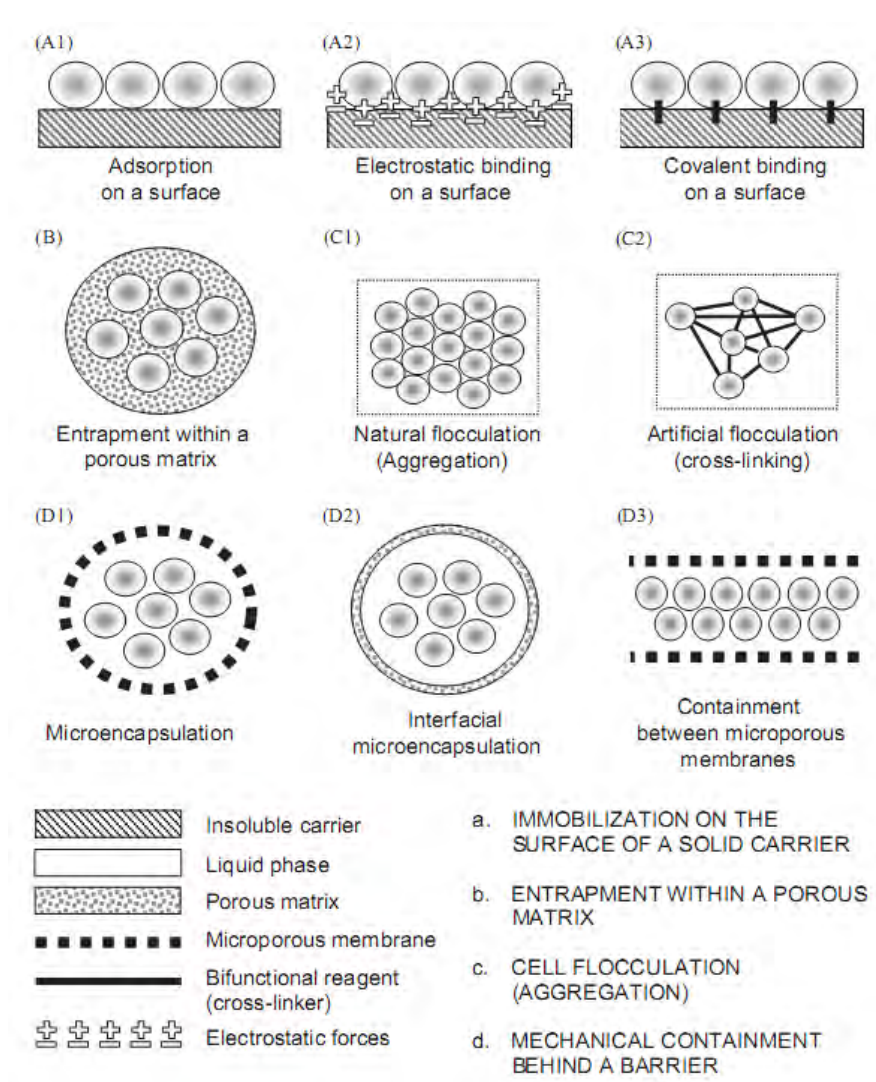 (A1)
(A2)
(A3)
Adsorption
on a surface
Electrostatic binding
on a surface
Covalent binding
on a surface
(B)
(C1)
(C2)
Entrapment within a
porous matrix
Natural flocculation
(Aggregation)
Artificial flocculation
(cross-linking)
(D1)
(D2)
(D3)
Microencapsulation
Interfacial
microencapsulation
Containment
between microporous
membranes
Insoluble carrier
Liquid phase
Porous matrix
Microporous membrane
Bifunctional reagent
(cross-linker)
Electrostatic forces
a. IMMOBILIZATION ON THE
SURFACE OF A SOLID CARRIER
b. ENTRAPMENT WITHIN A POROUS
MATRIX
c. CELL FLOCCULATION
(AGGREGATION)
d. MECHANICAL CONTAINMENT
BEHIND A BARRIER